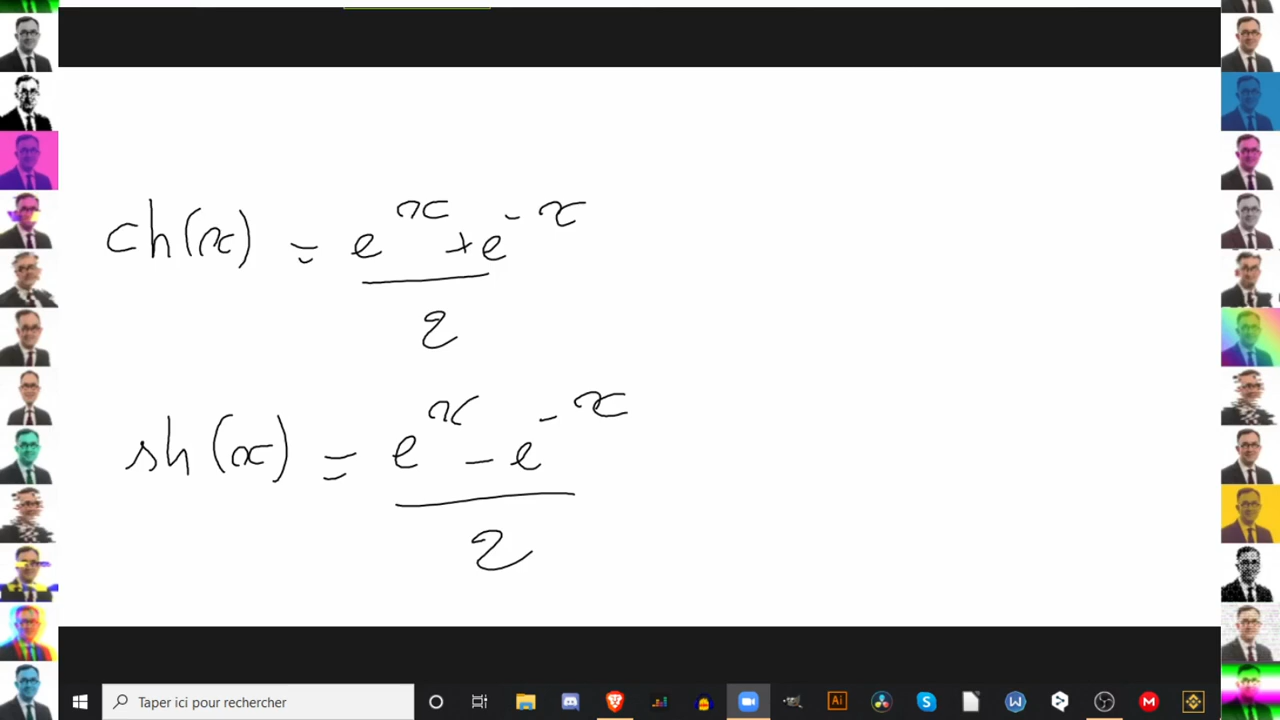 ch(x) = e^x + e^-x
2
sh(x) = e^x - e^-x
2
Taper ici pour rechercher